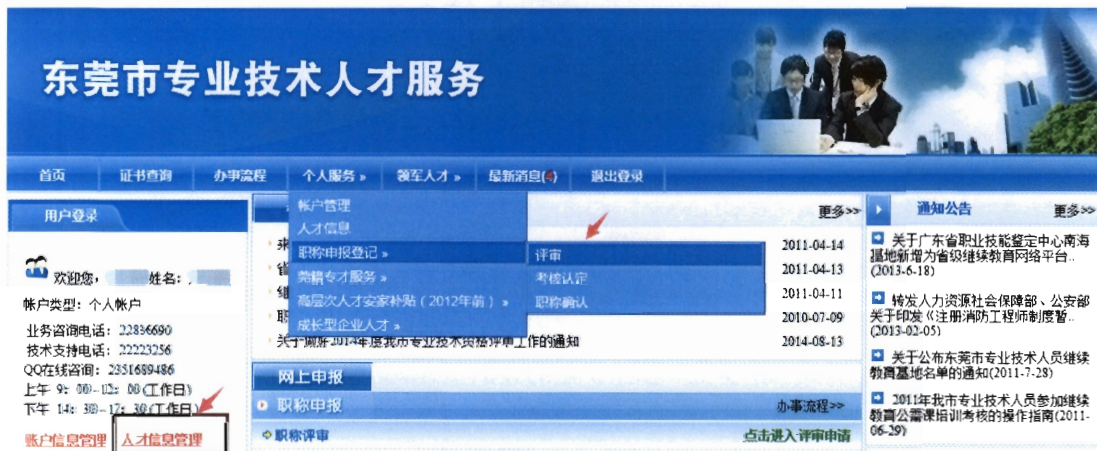 东莞市专业技术人才服务
首页 证书查询 办事流程 个人服务» 领军人才» 最新消息(4) 退出登录
用户登录
欢迎您， 姓名：
帐户类型：个人帐户
业务咨询电话：22836690
技术支持电话：22223256
QQ在线咨询：2351689486
上午 9：00--12：00(工作日)
下午 14：30--17：30(工作日)
账户信息管理 人才信息管理
帐户管理
人才信息
职称申报登记»
莞籍专才服务»
高层次人才安家补贴（2012年前）»
成长型企业人才»
评审
考核认定
职称确认
更多>>
2011-04-14
2011-04-13
2011-04-11
2010-07-09
关于做好2014年度我市专业技术资格评审工作的通知 2014-08-13
网上申报
职称申报 办事流程>>
职称评审 点击进入评审申请
通知公告 更多>>
关于广东省职业技能鉴定中心南海
基地新增为省级继续教育网络平台..
(2013-6-18)
转发人力资源社会保障部、公安部
关于印发《注册消防工程师制度暂..
(2013-02-05)
关于公布东莞市专业技术人员继续
教育基地名单的通知(2011-7-28)
2011年我市专业技术人员参加继续
教育公需课培训考核的操作指南(2011-
06-29)